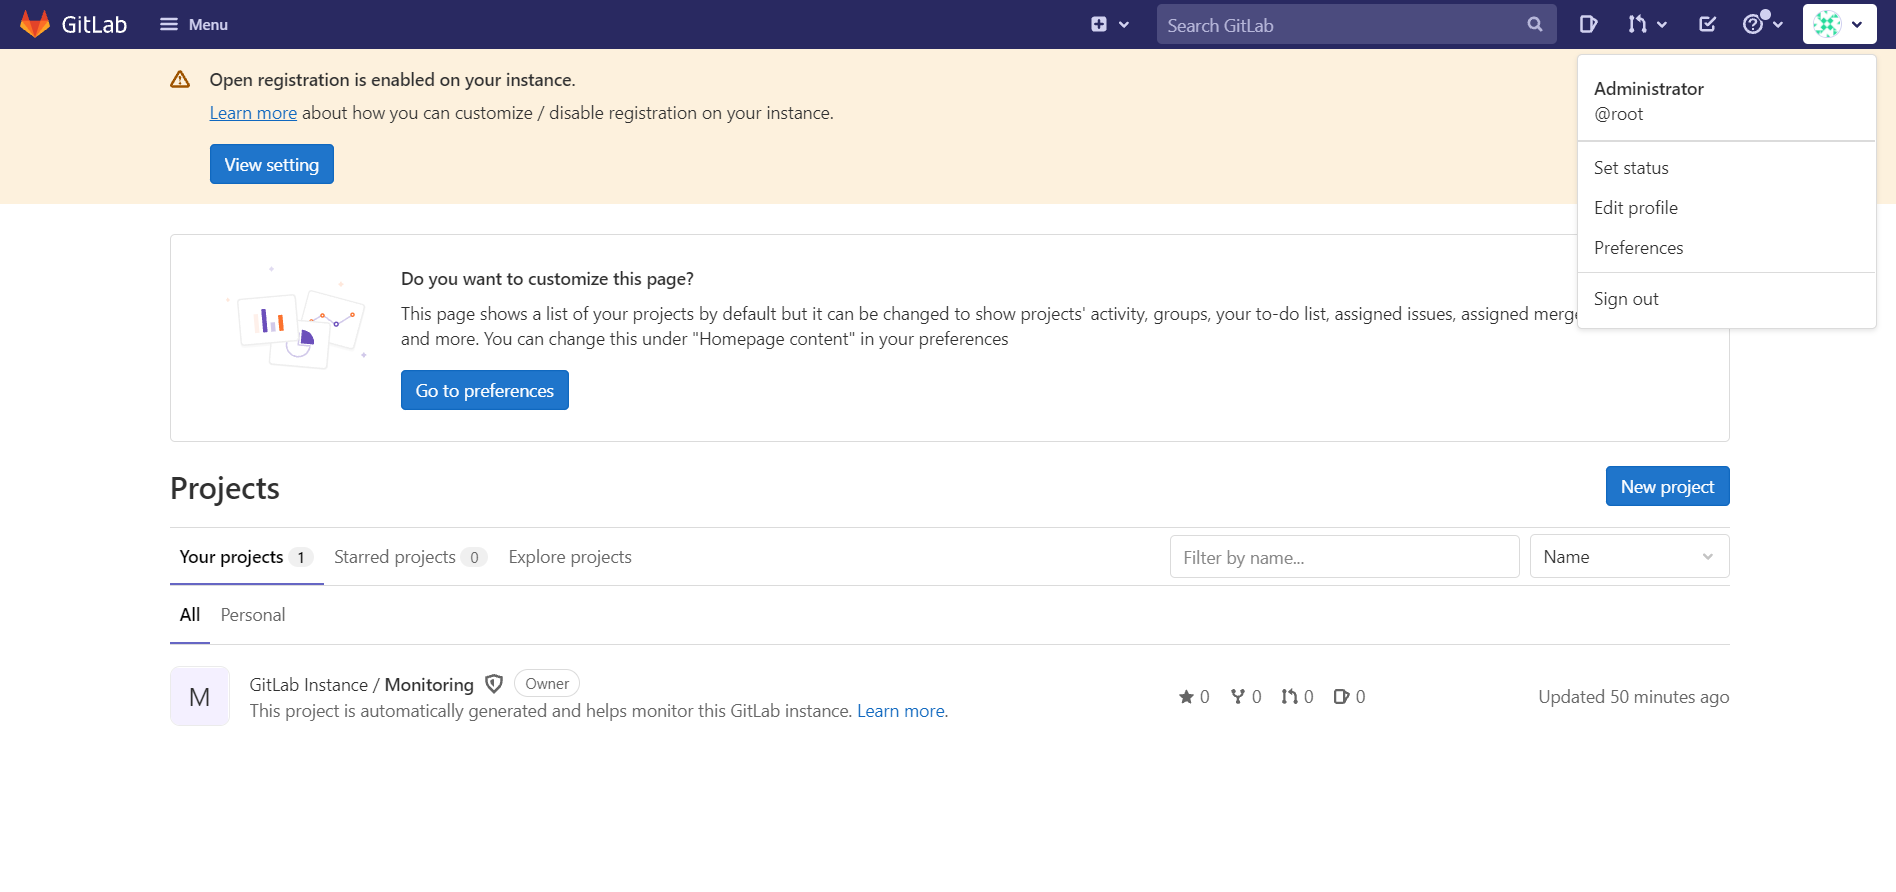 GitLab
Menu
Search GitLab
Open registration is enabled on your instance.
Learn more about how you can customize / disable registration on your instance.
View setting
Administrator
@root
Set status
Edit profile
Preferences
Sign out
Do you want to customize this page?
This page shows a list of your projects by default but it can be changed to show projects' activity, groups, your to-do list, assigned issues, assigned merge
and more. You can change this under "Homepage content" in your preferences
Go to preferences
Projects
New project
Your projects 1 Starred projects 0 Explore projects
Filter by name...
Name
All Personal
M
GitLab Instance / Monitoring Owner
This project is automatically generated and helps monitor this GitLab instance. Learn more.
0 0 0 0
Updated 50 minutes ago